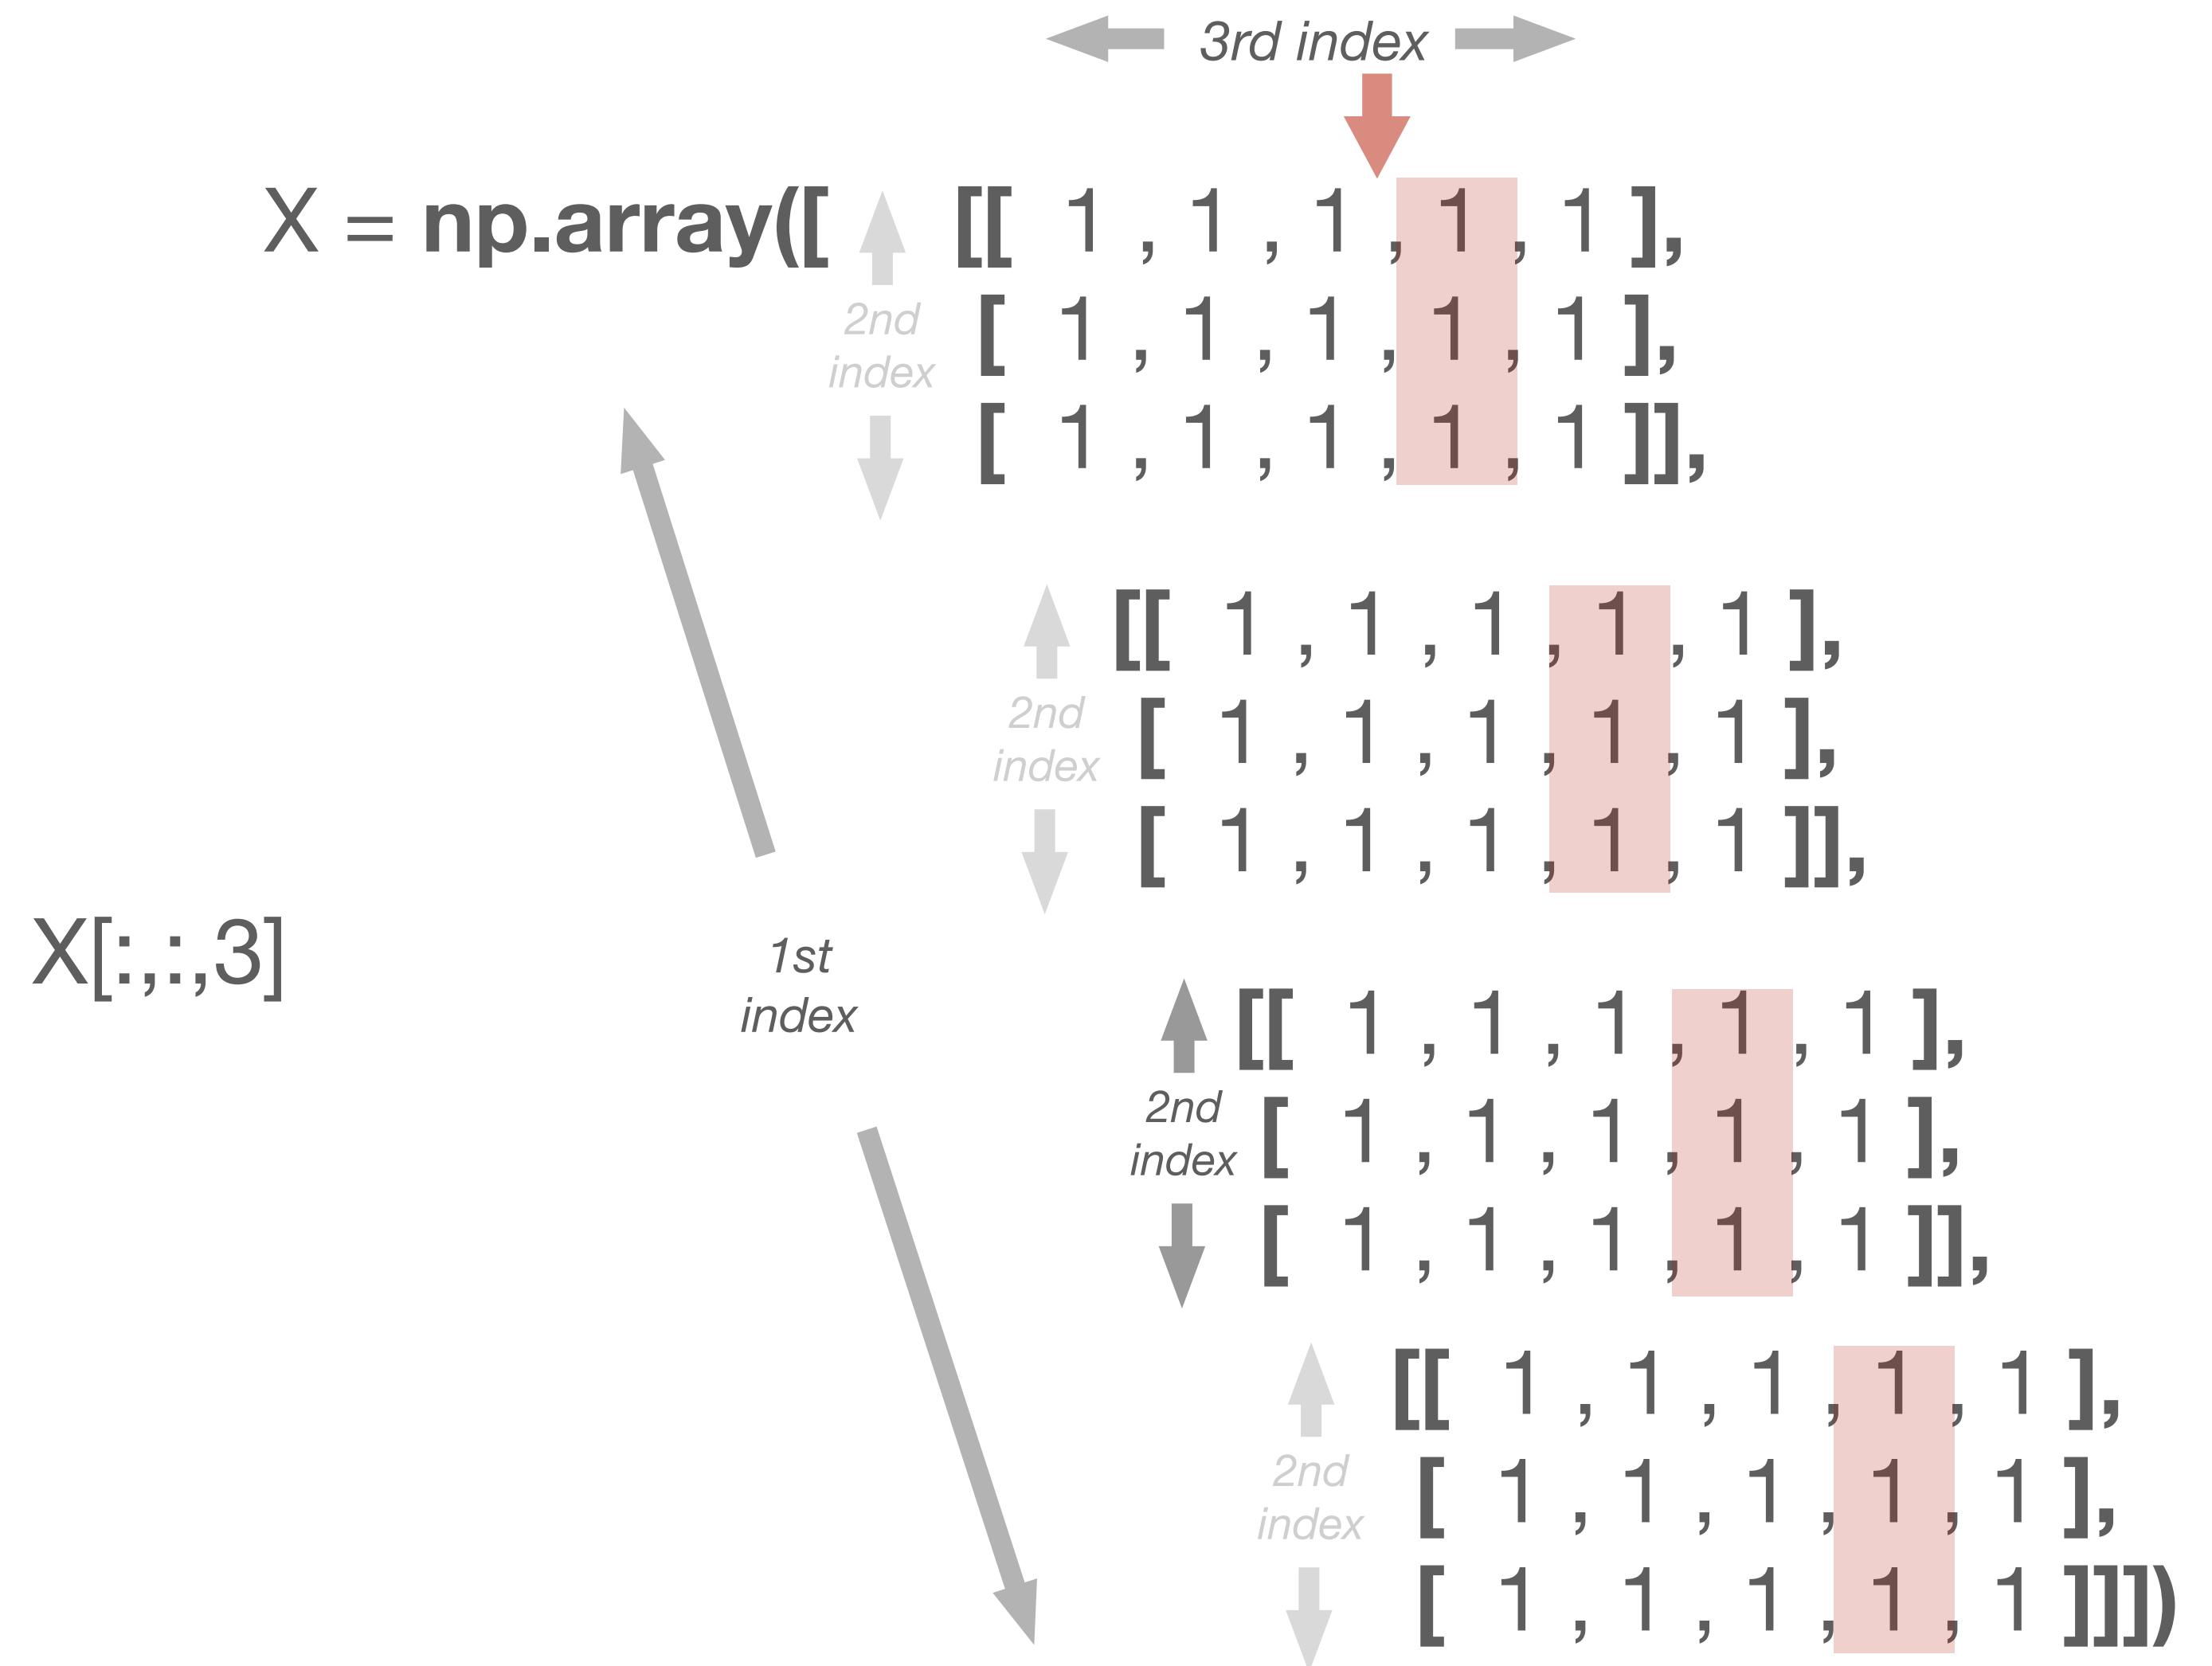 3rd index
X = np.array([ [[ 1 , 1 , 1 , 1 , 1 ],
[ 1 , 1 , 1 , 1 , 1 ],
[ 1 , 1 , 1 , 1 , 1 ]],
2nd
index
[[ 1 , 1 , 1 , 1 , 1 ],
[ 1 , 1 , 1 , 1 , 1 ],
[ 1 , 1 , 1 , 1 , 1 ]],
2nd
index
X[:,:,3]
1st
index
[[ 1 , 1 , 1 , 1 , 1 ],
[ 1 , 1 , 1 , 1 , 1 ],
[ 1 , 1 , 1 , 1 , 1 ]],
2nd
index
[[ 1 , 1 , 1 , 1 , 1 ],
[ 1 , 1 , 1 , 1 , 1 ],
[ 1 , 1 , 1 , 1 , 1 ]]])
2nd
index